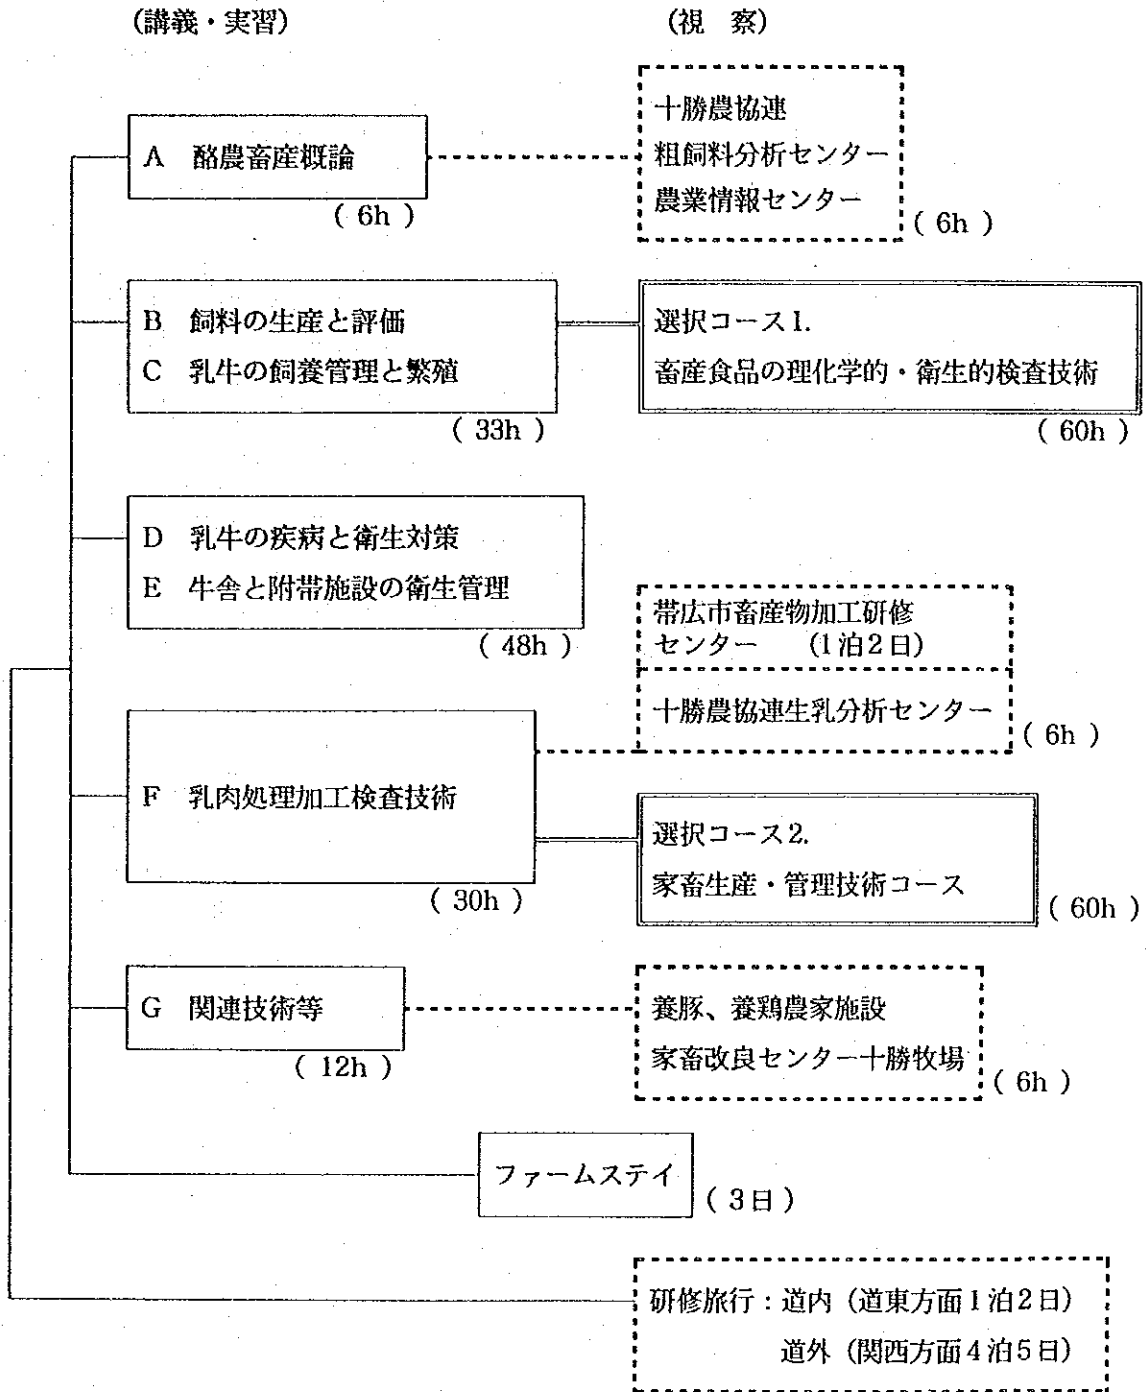 (講義・実習)
(視 察)
A 酪農畜産概論
( 6h )
十勝農協連
粗飼料分析センター
農業情報センター
( 6h )
B 飼料の生産と評価
C 乳牛の飼養管理と繁殖
( 33h )
選択コース1.
畜産食品の理化学的・衛生的検査技術
( 60h )
D 乳牛の疾病と衛生対策
E 牛舎と附帯施設の衛生管理
( 48h )
帯広市畜産物加工研修
センター (1泊2日)
十勝農協連生乳分析センター
( 6h )
F 乳肉処理加工検査技術
( 30h )
選択コース2.
家畜生産・管理技術コース
( 60h )
G 関連技術等
( 12h )
養豚、養鶏農家施設
家畜改良センター十勝牧場
( 6h )
ファームステイ
( 3日 )
研修旅行：道内（道東方面1泊2日）
道外（関西方面4泊5日）